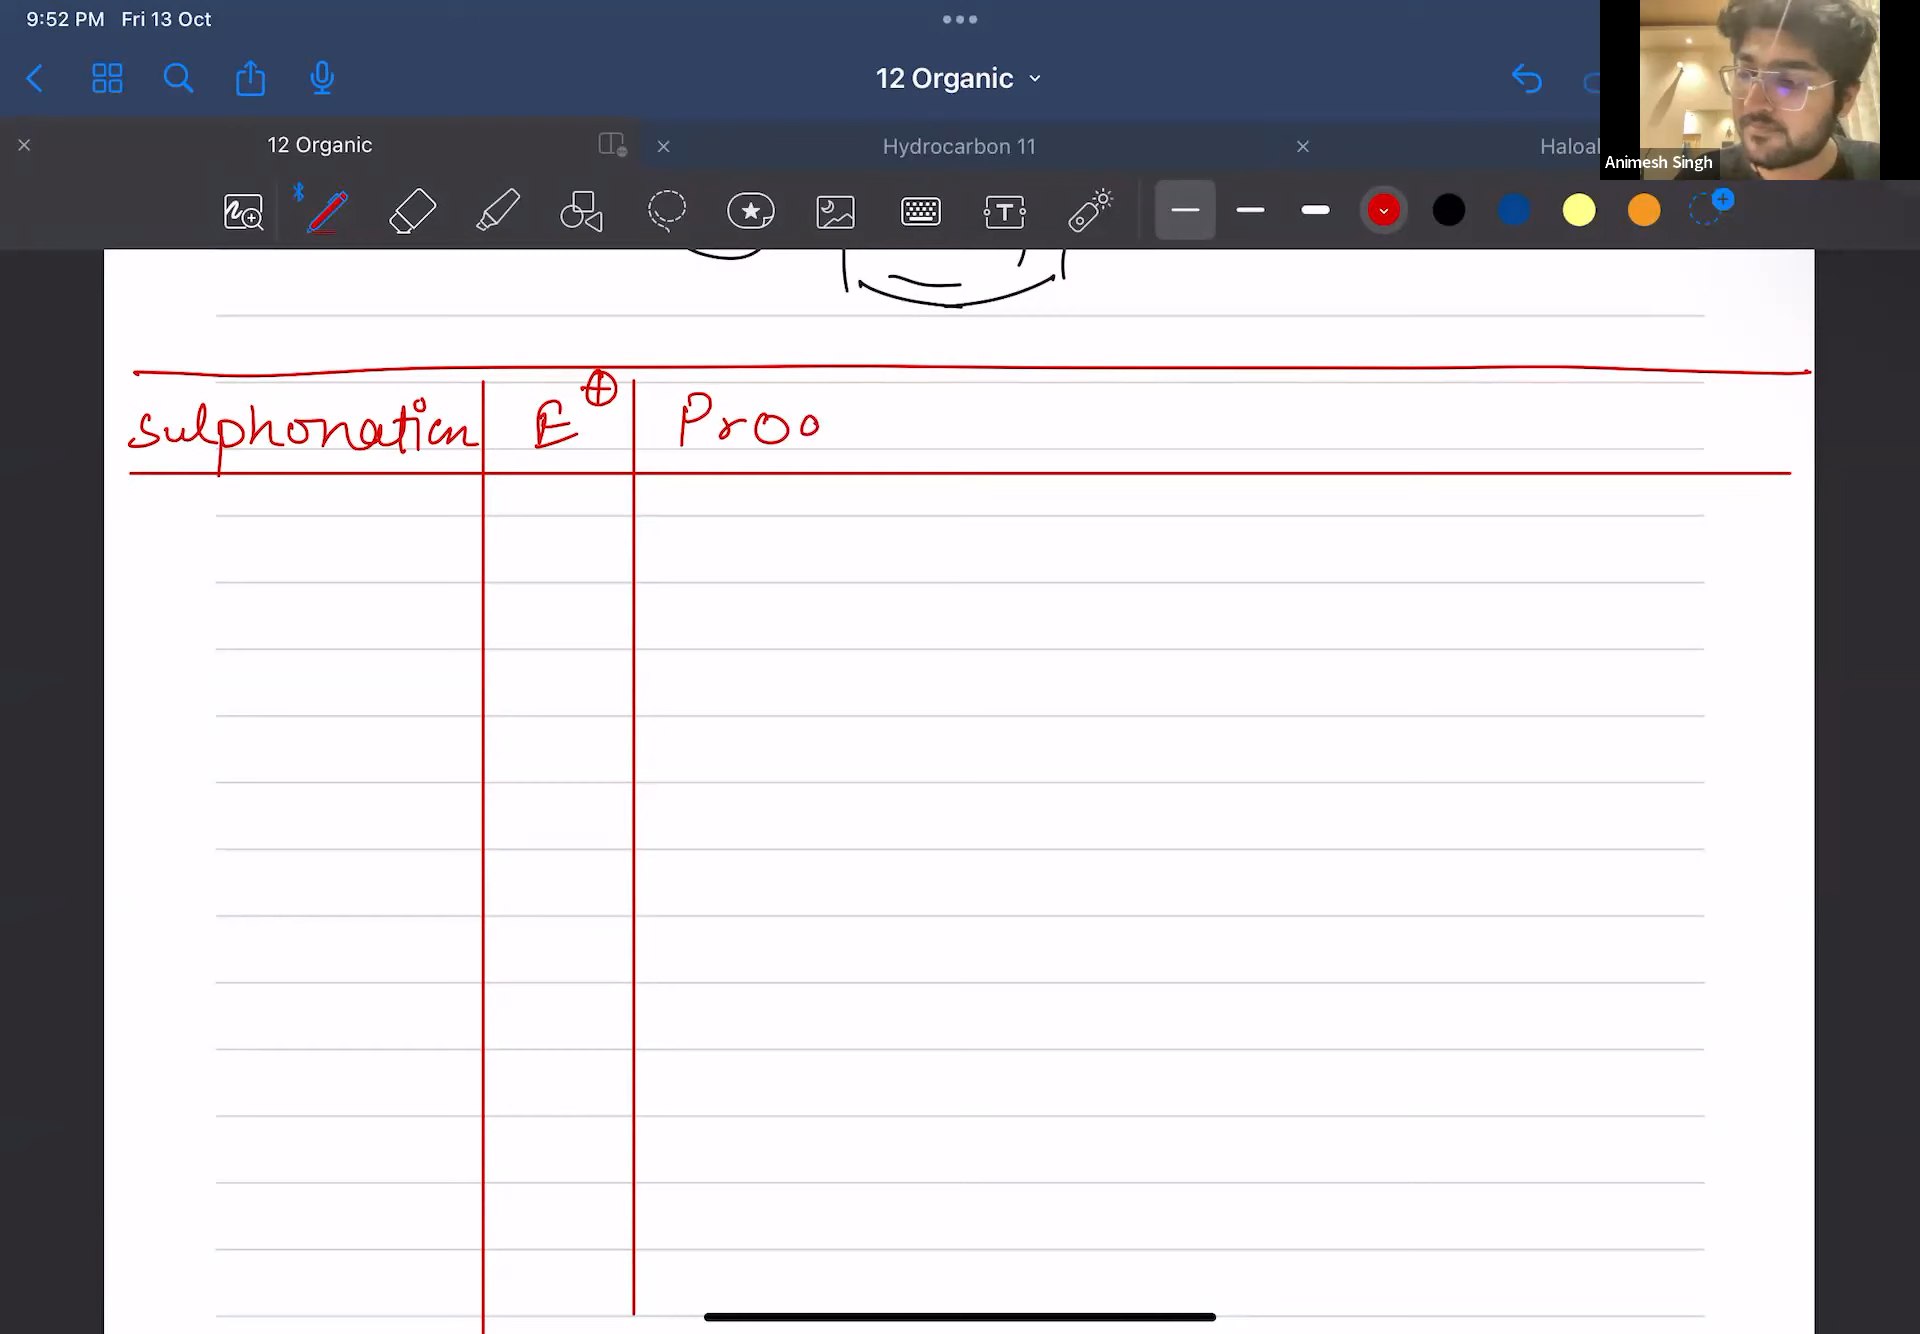 9:52 PM Fri 13 Oct
12 Organic
12 Organic
Hydrocarbon 11
Haloal
Animesh Singh
T
sulphonation E⊕ Proo